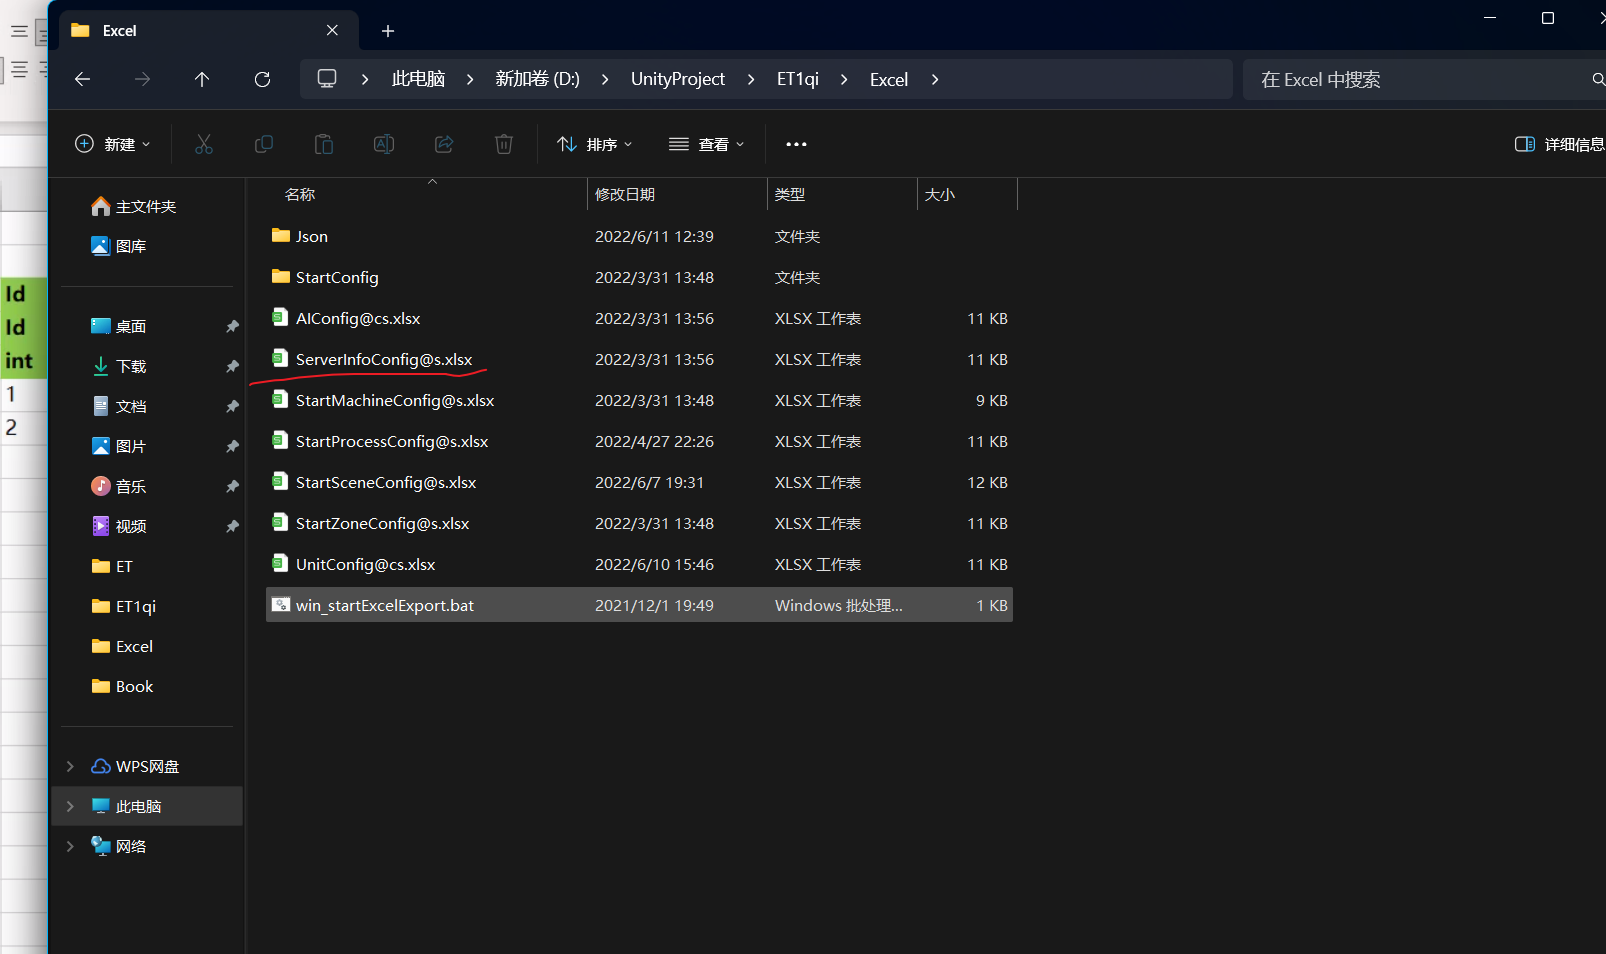 Excel
此电脑 新加卷 (D:) UnityProject ET1qi Excel
在 Excel 中搜索
新建 排序 查看 ••• 详细信息
名称 修改日期 类型 大小
Json 2022/6/11 12:39 文件夹
StartConfig 2022/3/31 13:48 文件夹
AIConfig@cs.xlsx 2022/3/31 13:56 XLSX 工作表 11 KB
ServerInfoConfig@s.xlsx 2022/3/31 13:56 XLSX 工作表 11 KB
StartMachineConfig@s.xlsx 2022/3/31 13:48 XLSX 工作表 9 KB
StartProcessConfig@s.xlsx 2022/4/27 22:26 XLSX 工作表 11 KB
StartSceneConfig@s.xlsx 2022/6/7 19:31 XLSX 工作表 12 KB
StartZoneConfig@s.xlsx 2022/3/31 13:48 XLSX 工作表 11 KB
UnitConfig@cs.xlsx 2022/6/10 15:46 XLSX 工作表 11 KB
win_startExcelExport.bat 2021/12/1 19:49 Windows 批处理... 1 KB
主文件夹
图库
桌面
下载
文档
图片
音乐
视频
ET
ET1qi
Excel
Book
WPS网盘
此电脑
网络
Id
Id
int
1
2